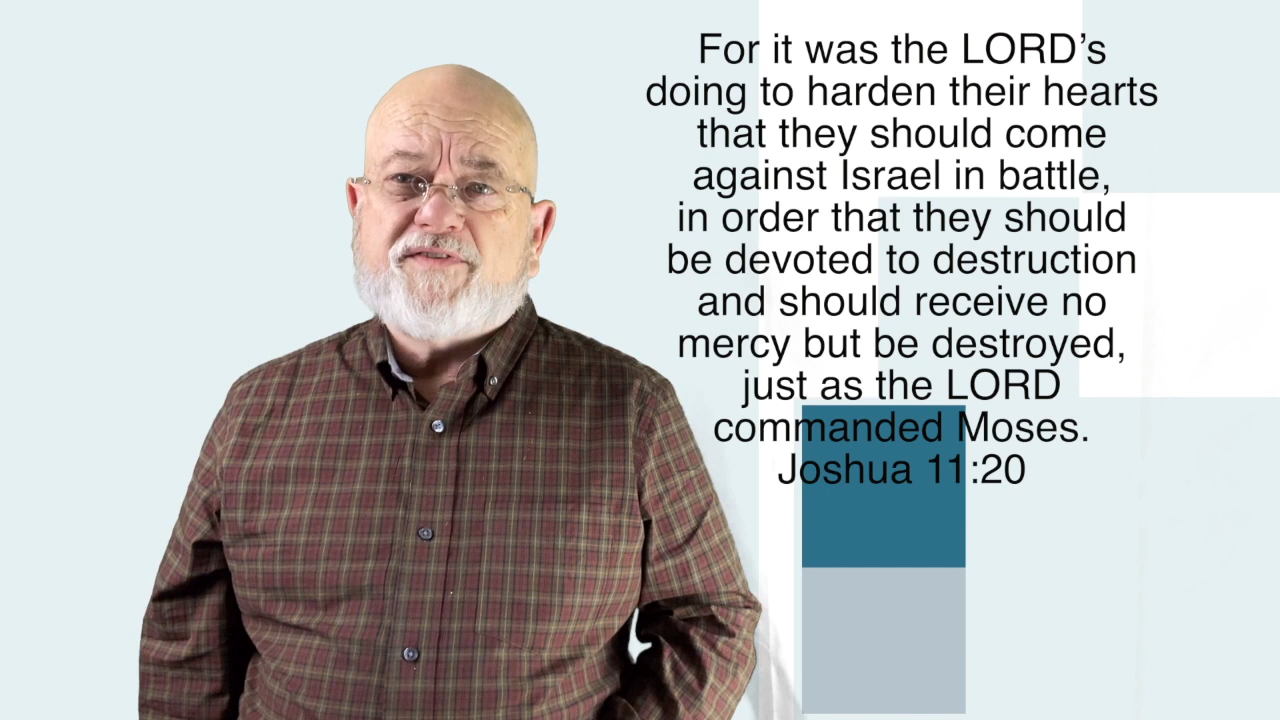 For it was the LORD’s
doing to harden their hearts
that they should come
against Israel in battle,
in order that they should
be devoted to destruction
and should receive no
mercy but be destroyed,
just as the LORD
commanded Moses.
Joshua 11:20